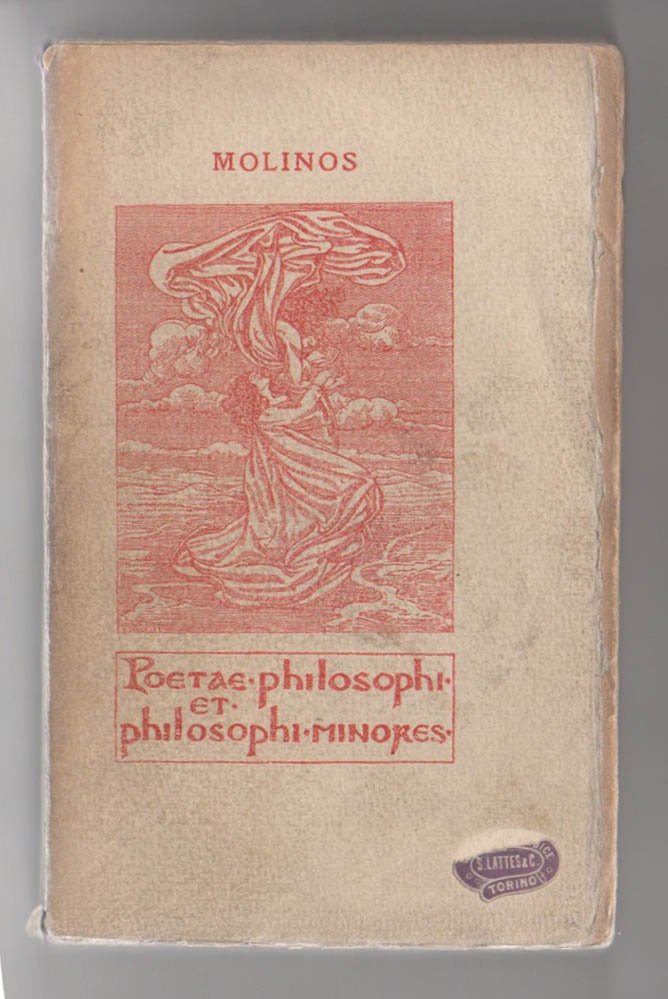 MOLINOS
POETAE·philosophi·
ET·
philosophi·MINORES·
S. LATTES & C.
TORINO